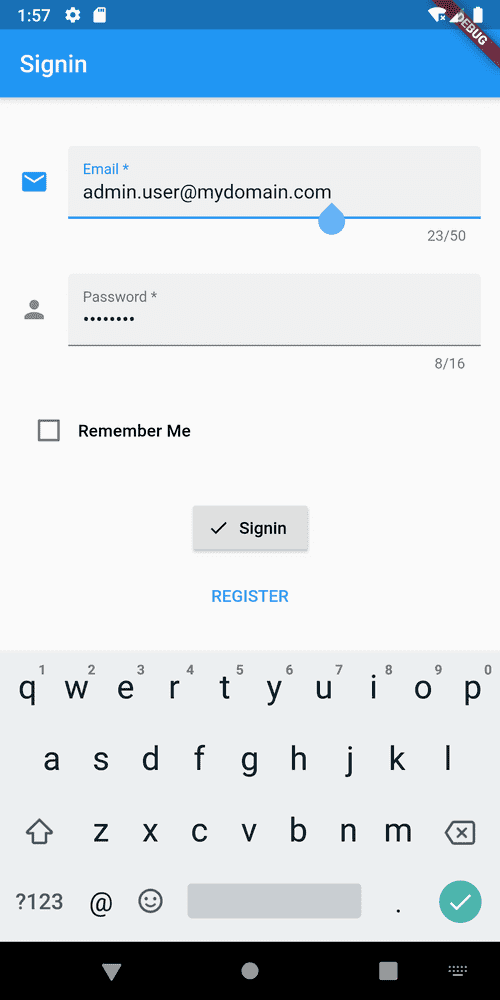 1:57
DEBUG
Signin
Email *
admin.user@mydomain.com
23/50
Password *
••••••••
8/16
Remember Me
Signin
REGISTER
1 2 3 4 5 6 7 8 9 0
q w e r t y u i o p
a s d f g h j k l
z x c v b n m
?123 @ .